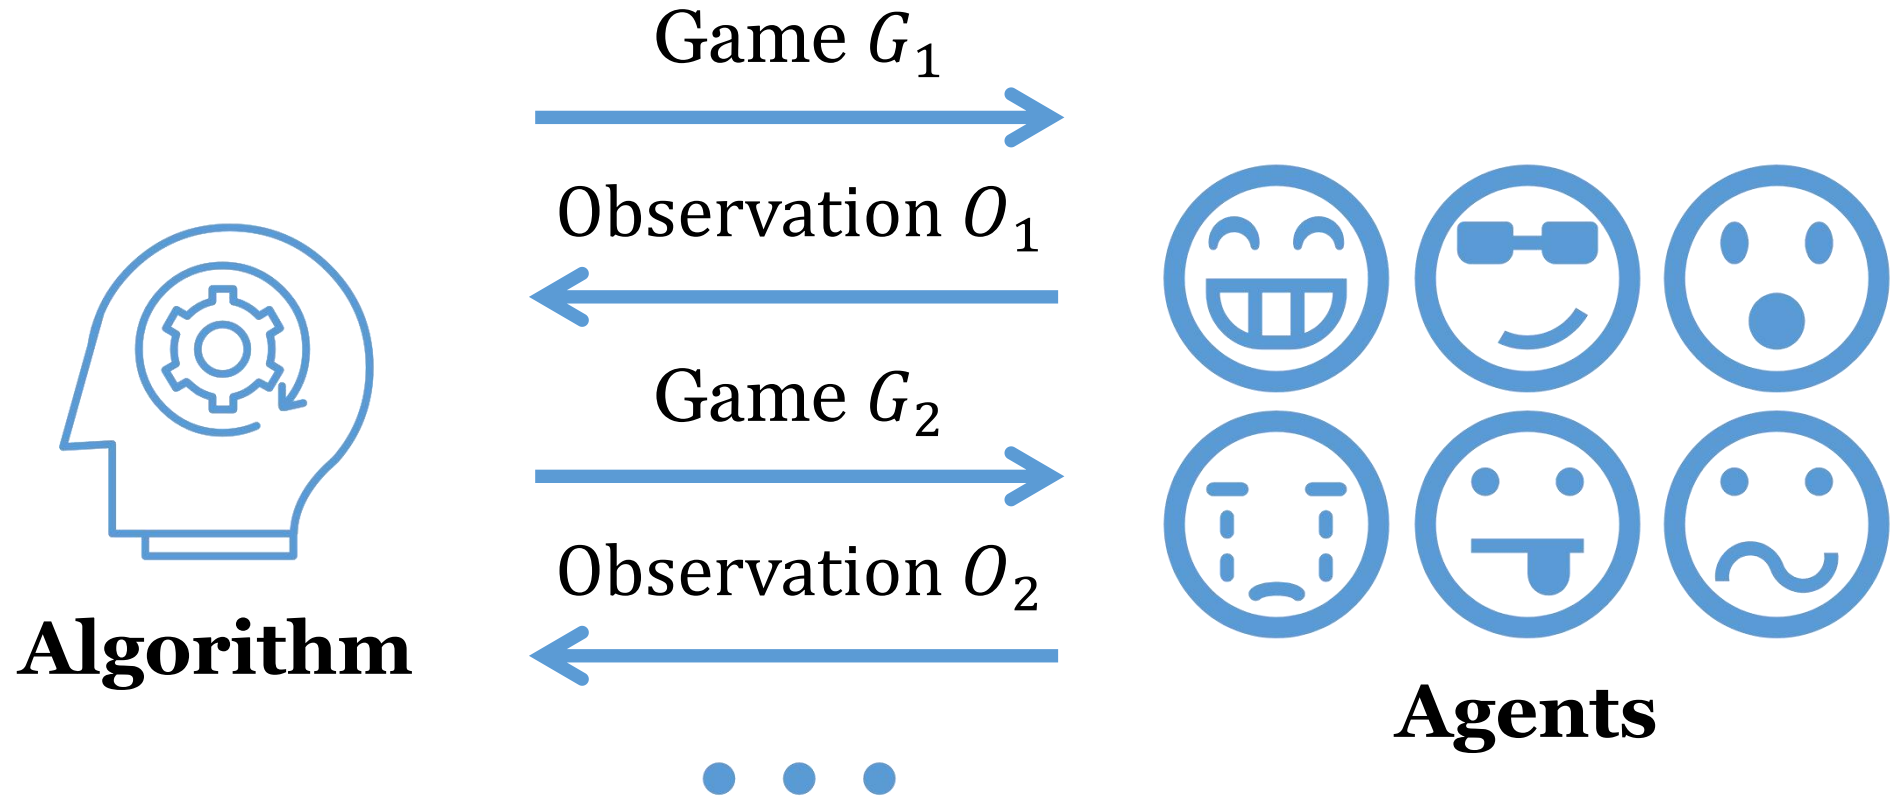 Game G₁
Observation O₁
Game G₂
Observation O₂
Algorithm
Agents